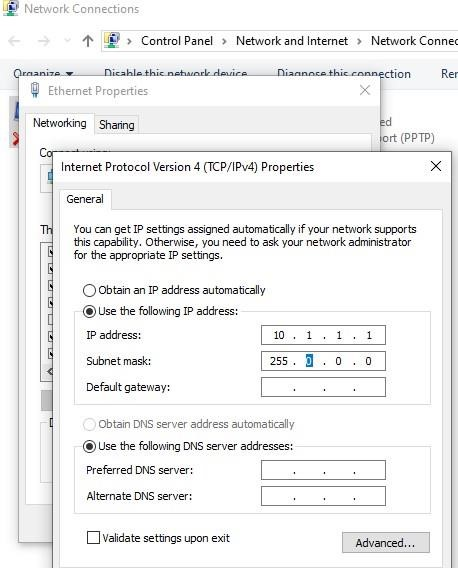 Network Connections
Control Panel > Network and Internet > Network Connec
Organize Disable this network device Diagnose this connection Rer
Ethernet Properties
Networking Sharing
ed
port (PPTP)
Internet Protocol Version 4 (TCP/IPv4) Properties
General
You can get IP settings assigned automatically if your network supports
this capability. Otherwise, you need to ask your network administrator
for the appropriate IP settings.
Obtain an IP address automatically
Use the following IP address:
IP address: 10 . 1 . 1 . 1
Subnet mask: 255 . 0 . 0 . 0
Default gateway: . . .
Obtain DNS server address automatically
Use the following DNS server addresses:
Preferred DNS server: . . .
Alternate DNS server: . . .
Validate settings upon exit
Advanced...